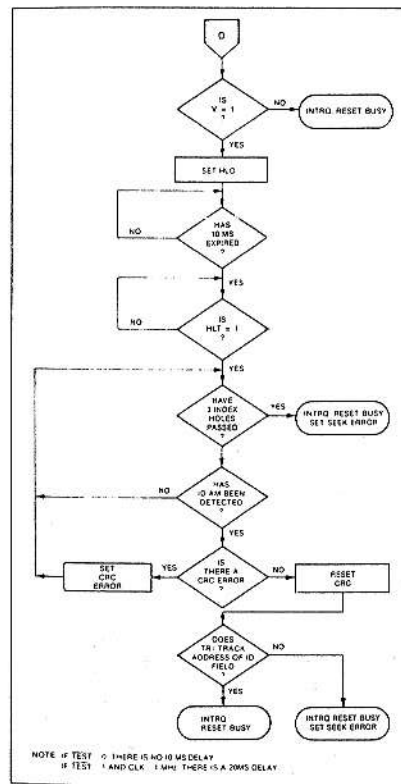 D
IS
V = 1
?
NO
INTRQ. RESET BUSY
YES
SET HLD
HAS
10 MS
EXPIRED
?
NO
YES
IS
HLT = 1
?
NO
YES
HAVE
3 INDEX
HOLES
PASSED
?
YES
INTRQ RESET BUSY
SET SEEK ERROR
HAS
ID AM BEEN
DETECTED
?
NO
YES
IS
THERE A
CRC ERROR
?
YES
SET
CRC
ERROR
NO
RESET
CRC
DOES
TR: TRACK
ADDRESS OF ID
FIELD
?
NO
YES
INTRQ
RESET BUSY
INTRQ RESET BUSY
SET SEEK ERROR
NOTE IF TEST 0 THERE IS NO 10 MS DELAY
IF TEST 1 AND CLK 1 MHz THERE IS A 20MS DELAY